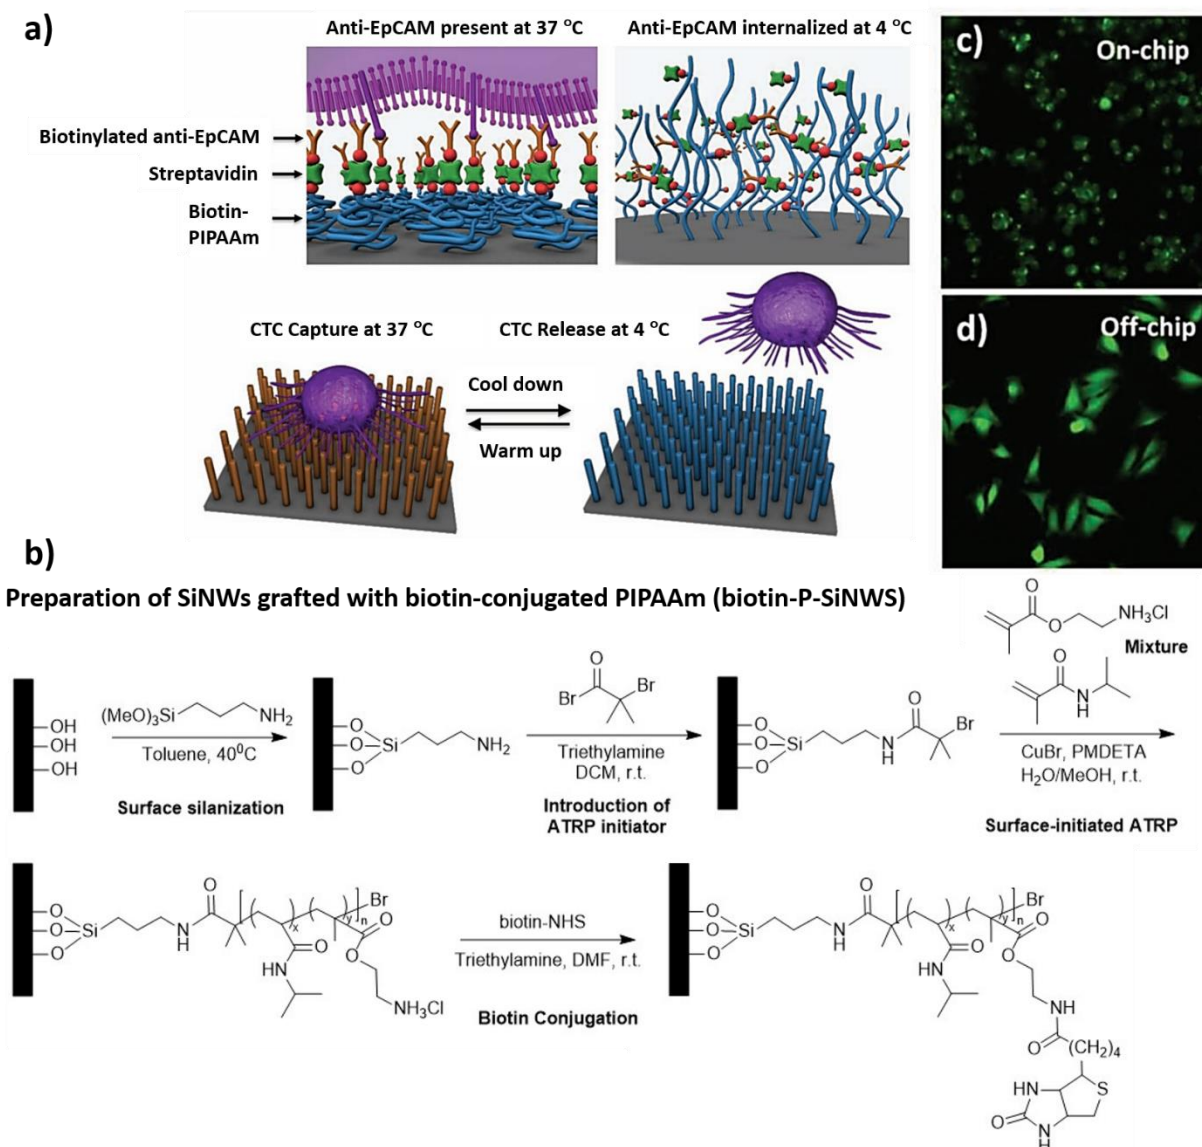 a)
Anti-EpCAM present at 37 °C
Anti-EpCAM internalized at 4 °C
Biotinylated anti-EpCAM
Streptavidin
Biotin-
PIPAAm
CTC Capture at 37 °C
CTC Release at 4 °C
Cool down
Warm up
c)
On-chip
d)
Off-chip
b)
Preparation of SiNWs grafted with biotin-conjugated PIPAAm (biotin-P-SiNWS)
OH
OH
OH
(MeO)3Si
NH2
Toluene, 40⁰C
Surface silanization
O
O
O
Si
NH2
O
Br
Br
Triethylamine
DCM, r.t.
Introduction of
ATRP initiator
O
O
O
Si
N
H
O
Br
O
O
NH3Cl
Mixture
O
N
H
CuBr, PMDETA
H2O/MeOH, r.t.
Surface-initiated ATRP
O
O
O
Si
N
H
O
x
y
n
Br
O
HN
O
O
NH3Cl
biotin-NHS
Triethylamine, DMF, r.t.
Biotin Conjugation
O
O
O
Si
N
H
O
x
y
n
Br
O
HN
O
O
NH
O
(CH2)4
HN
S
O
N
H